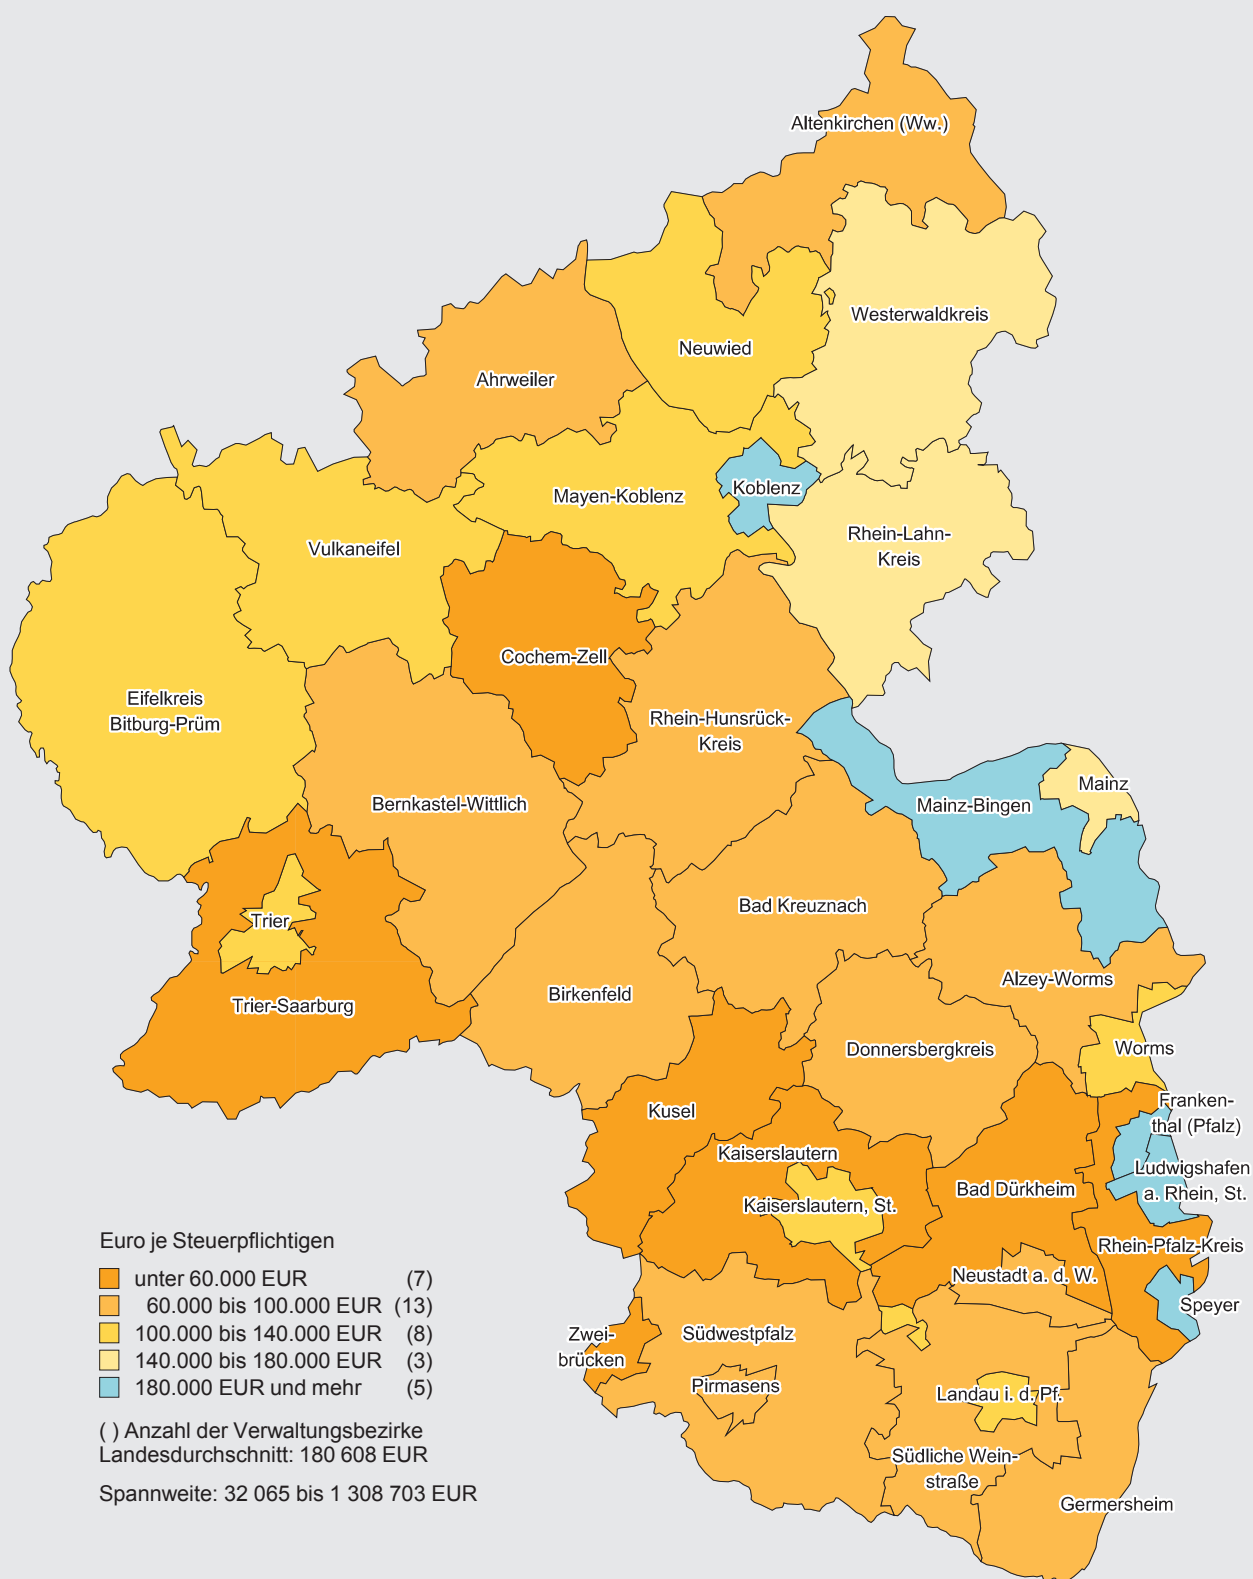 Altenkirchen (Ww.)
Westerwaldkreis
Neuwied
Ahrweiler
Koblenz
Mayen-Koblenz
Rhein-Lahn-
Kreis
Vulkaneifel
Cochem-Zell
Eifelkreis
Bitburg-Prüm
Rhein-Hunsrück-
Kreis
Mainz
Mainz-Bingen
Bernkastel-Wittlich
Bad Kreuznach
Trier
Alzey-Worms
Birkenfeld
Trier-Saarburg
Donnersbergkreis
Worms
Franken-
thal (Pfalz)
Kusel
Kaiserslautern
Ludwigshafen
a. Rhein, St.
Bad Dürkheim
Kaiserslautern, St.
Rhein-Pfalz-Kreis
Neustadt a. d. W.
Speyer
Zwei-
brücken
Südwestpfalz
Pirmasens
Landau i. d. Pf.
Südliche Wein-
straße
Germersheim
Euro je Steuerpflichtigen
unter 60.000 EUR (7)
60.000 bis 100.000 EUR (13)
100.000 bis 140.000 EUR (8)
140.000 bis 180.000 EUR (3)
180.000 EUR und mehr (5)
( ) Anzahl der Verwaltungsbezirke
Landesdurchschnitt: 180 608 EUR
Spannweite: 32 065 bis 1 308 703 EUR